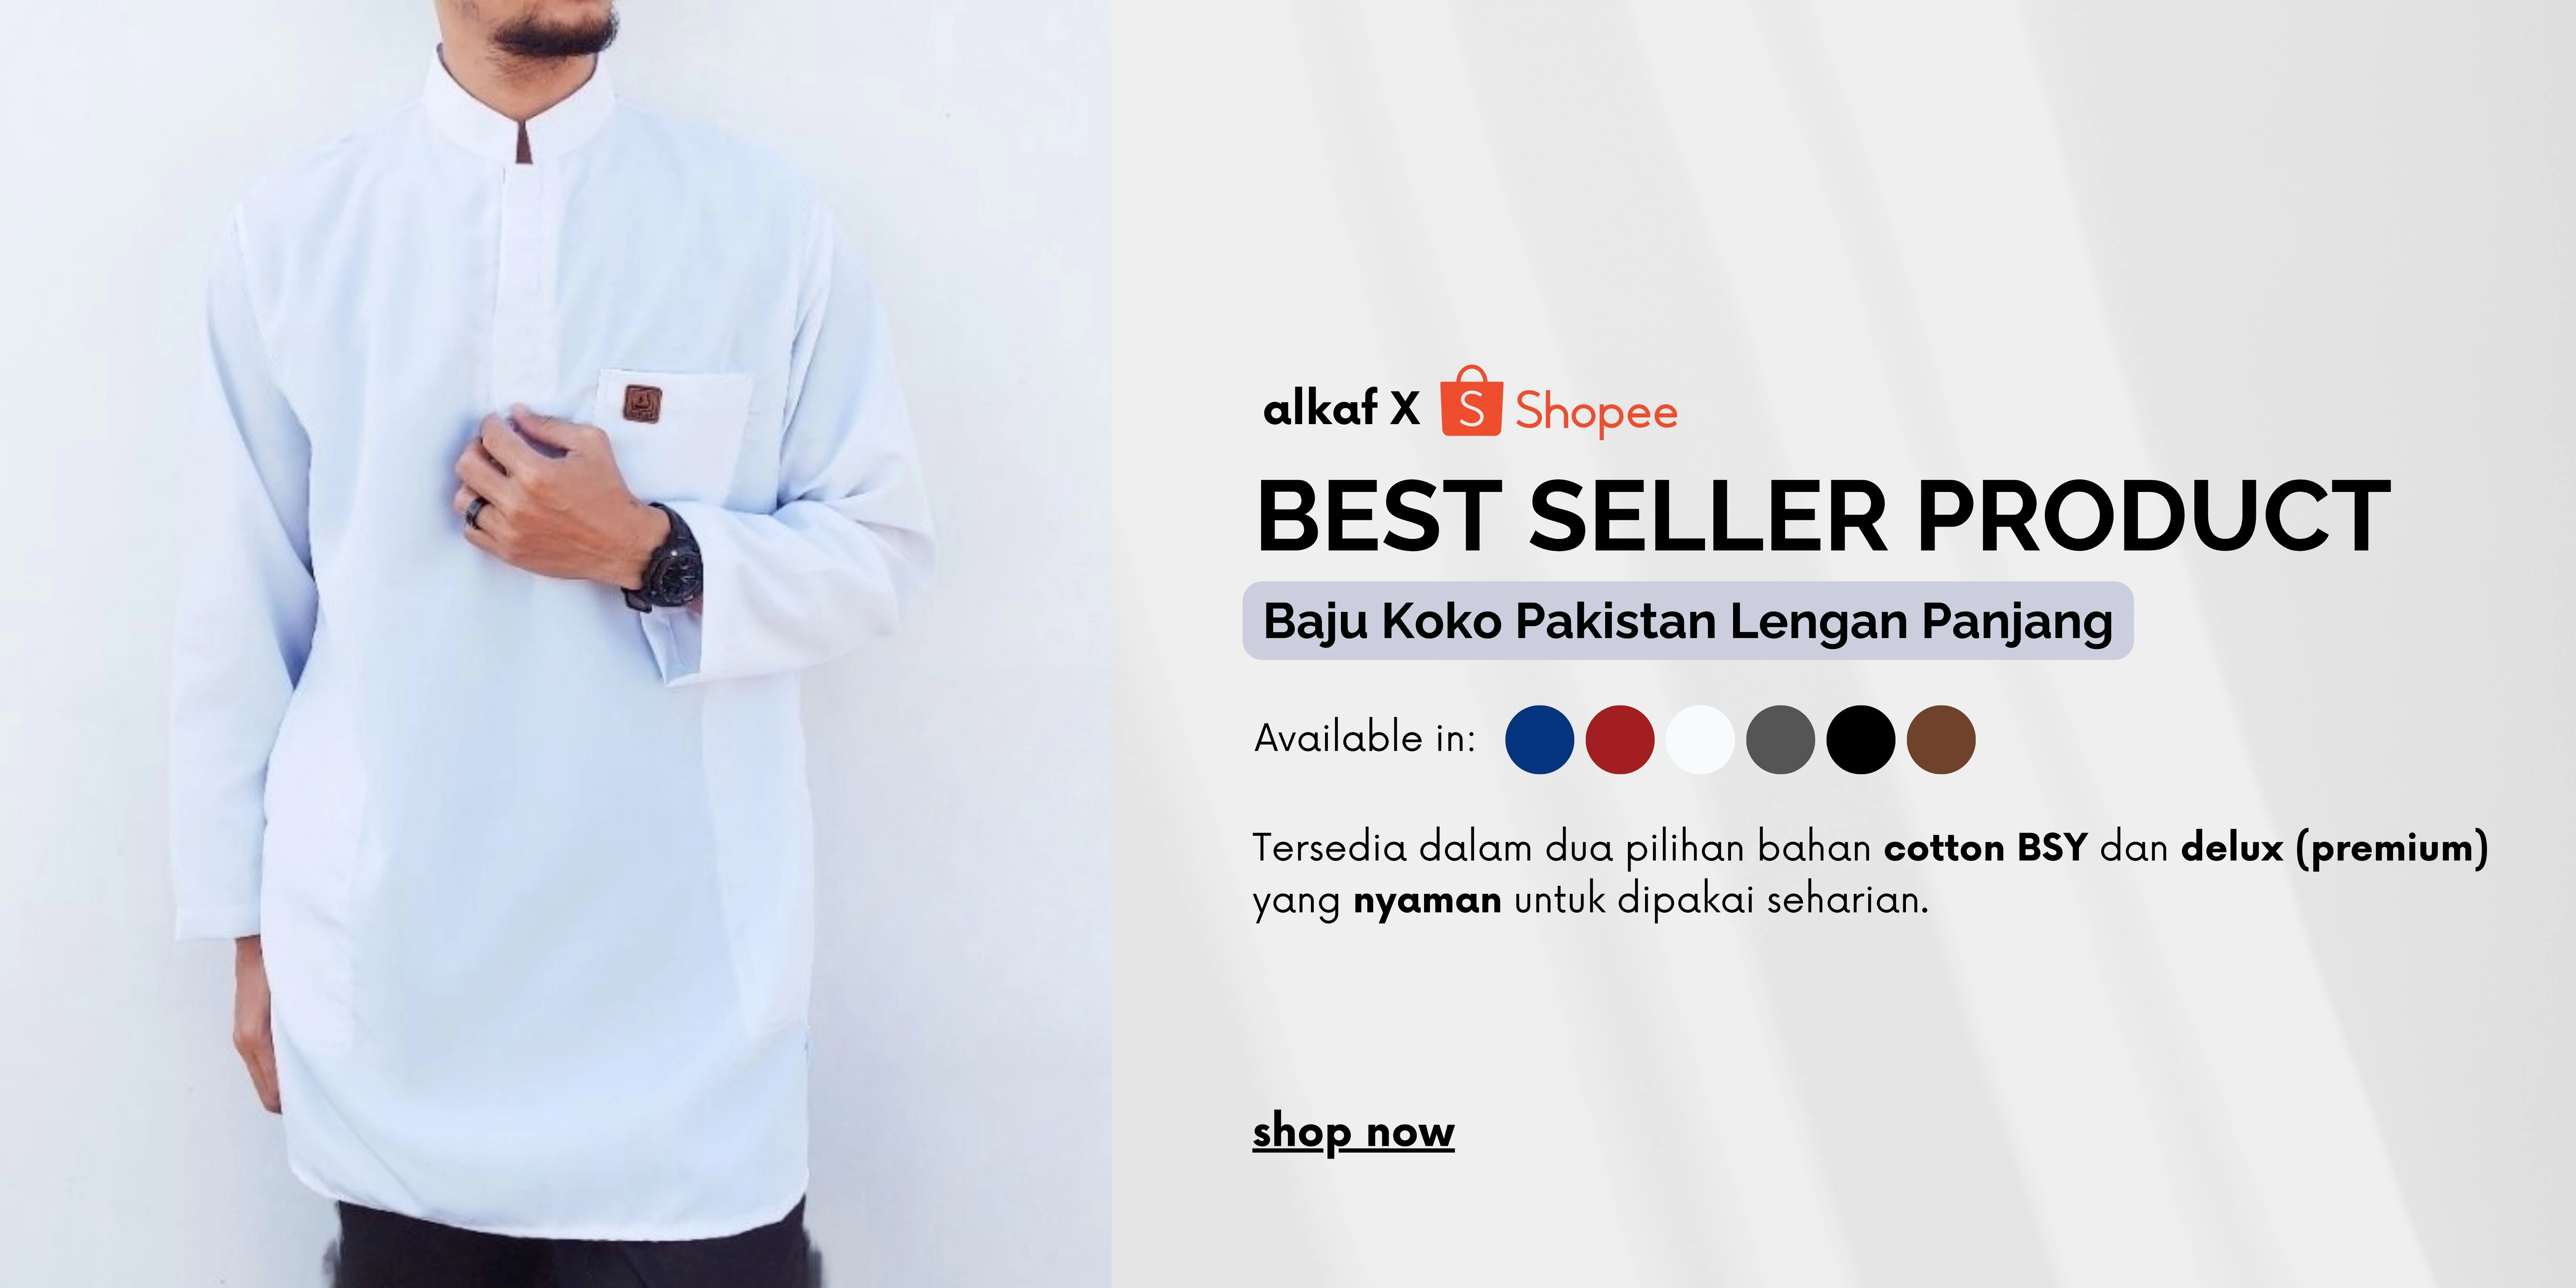 alkaf X S Shopee
BEST SELLER PRODUCT
Baju Koko Pakistan Lengan Panjang
Available in:
Tersedia dalam dua pilihan bahan cotton BSY dan delux (premium)
yang nyaman untuk dipakai seharian.
shop now